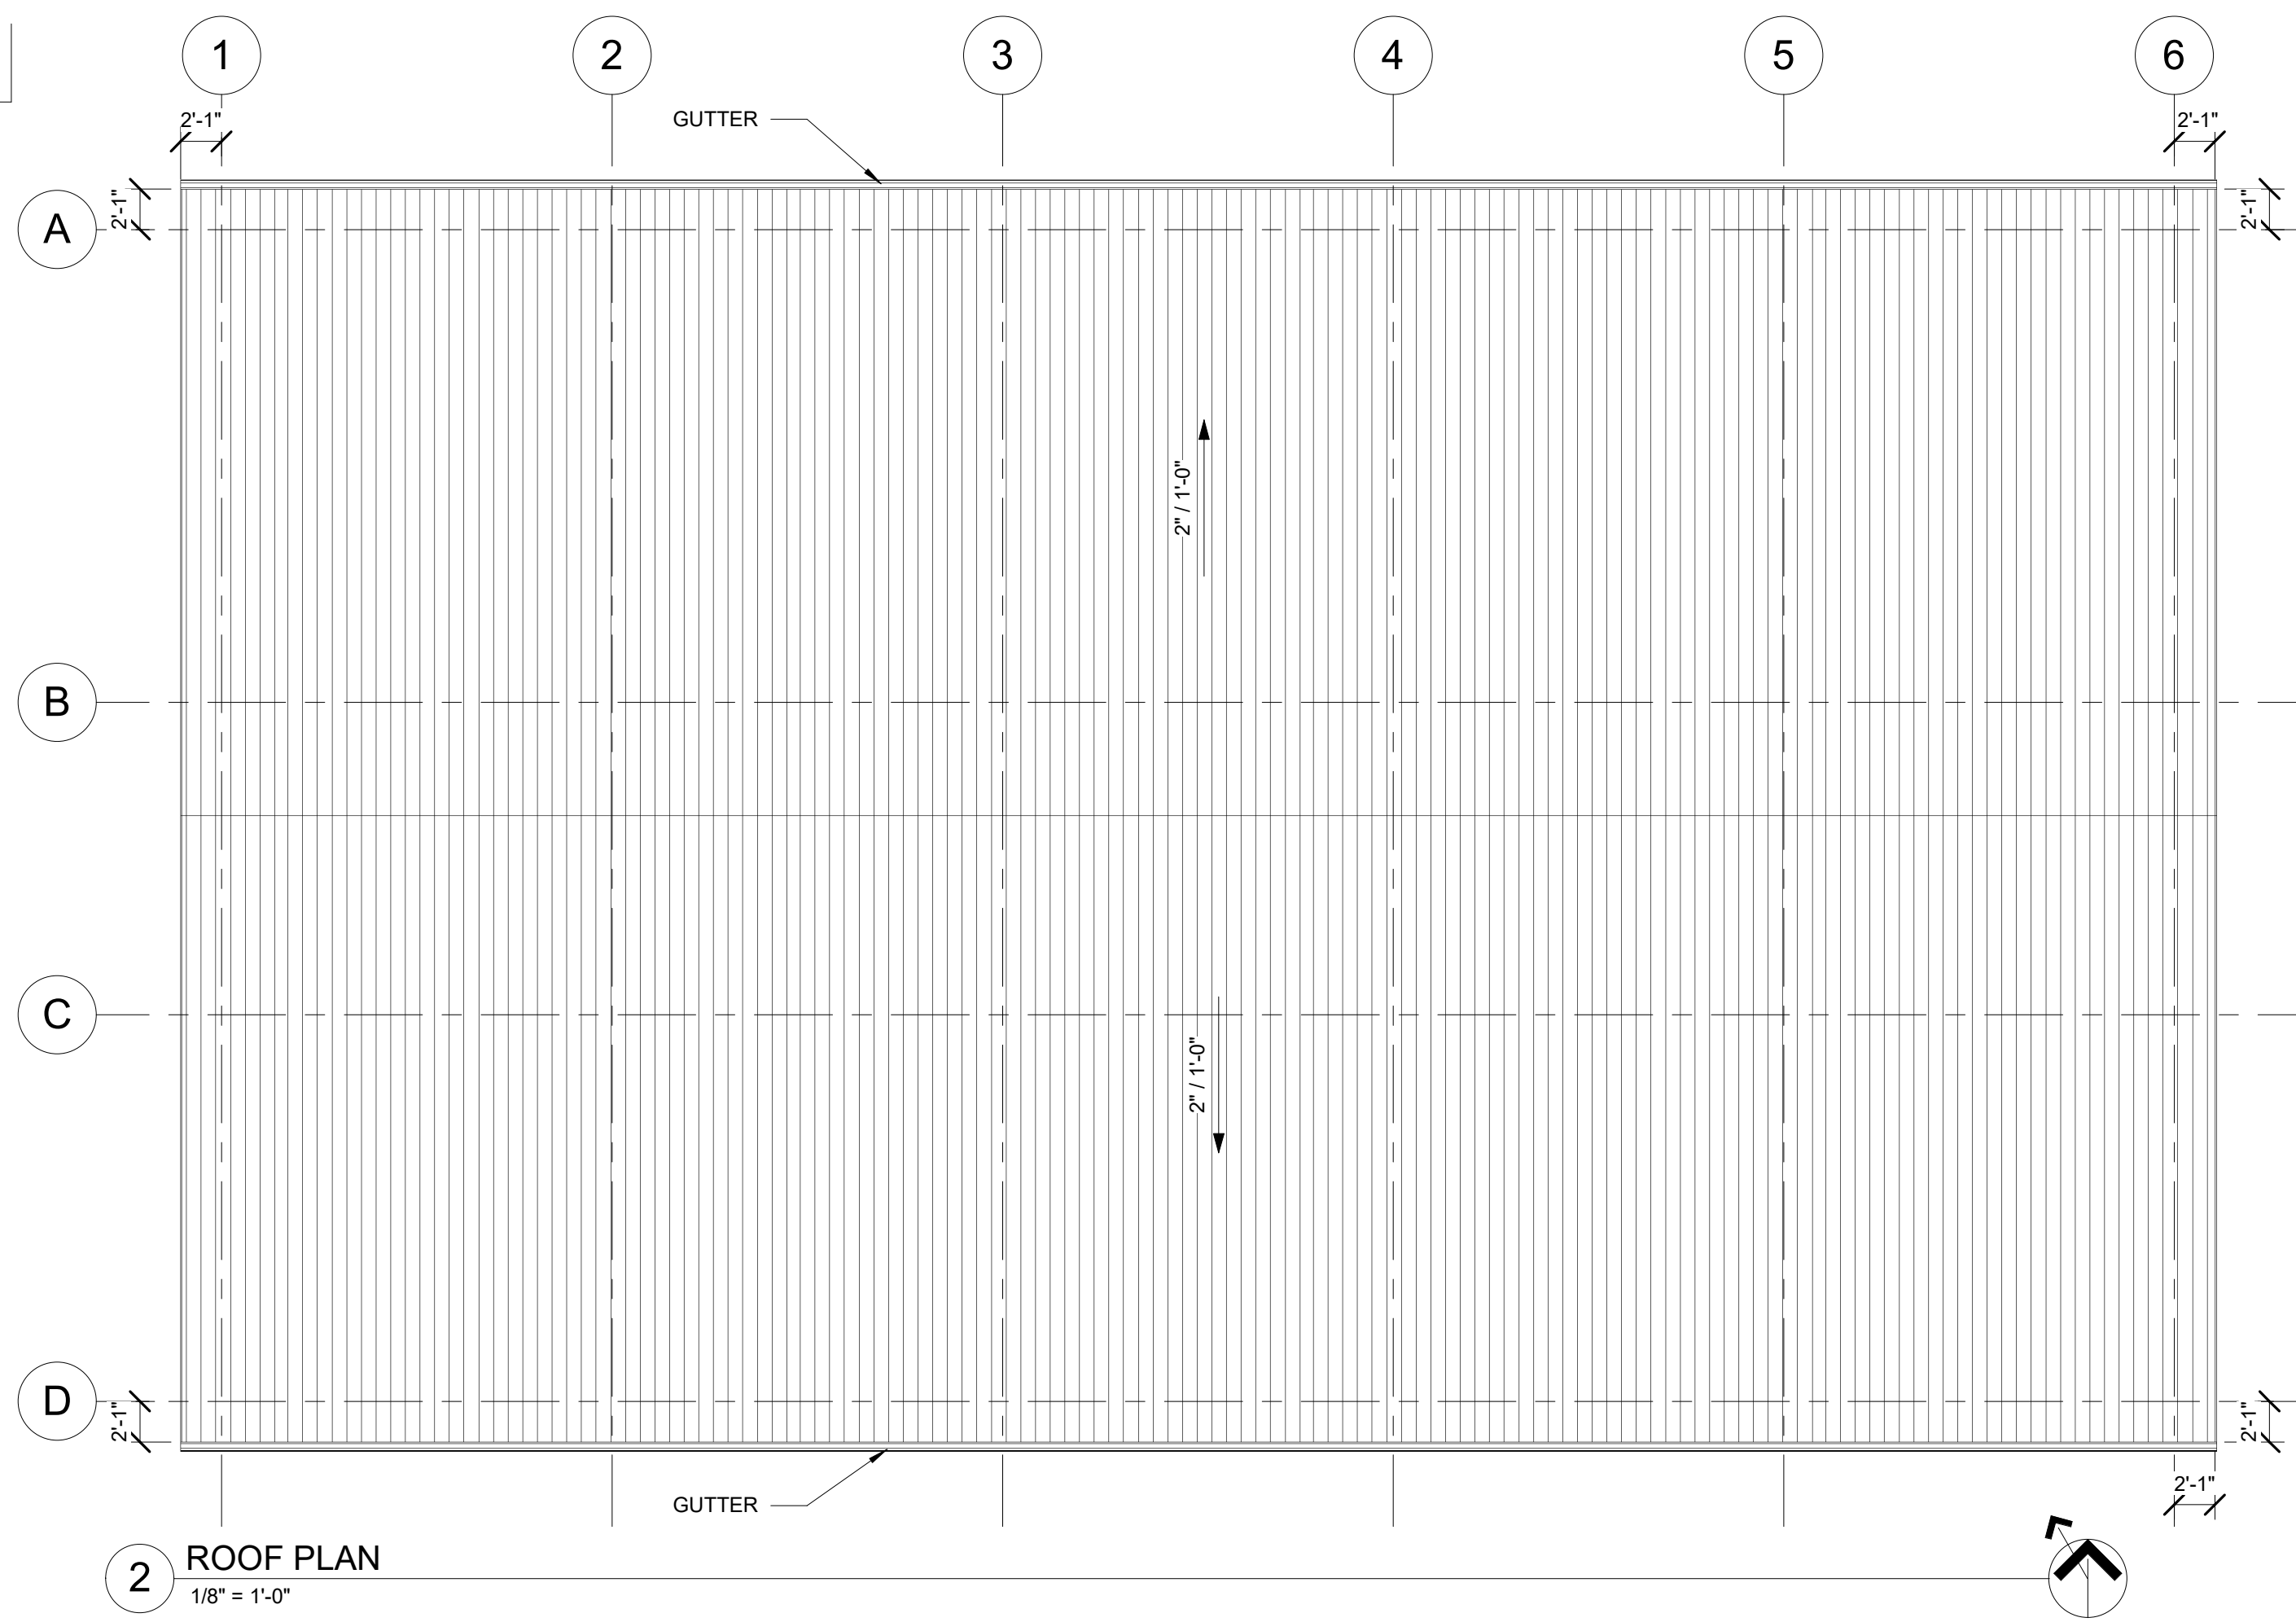 1 2 3 4 5 6
2'-1" GUTTER 2'-1"
2'-1" 2'-1"
A
2" / 1'-0"
B
C
2" / 1'-0"
D
2'-1" 2'-1"
2'-1"
GUTTER
2 ROOF PLAN
1/8" = 1'-0"